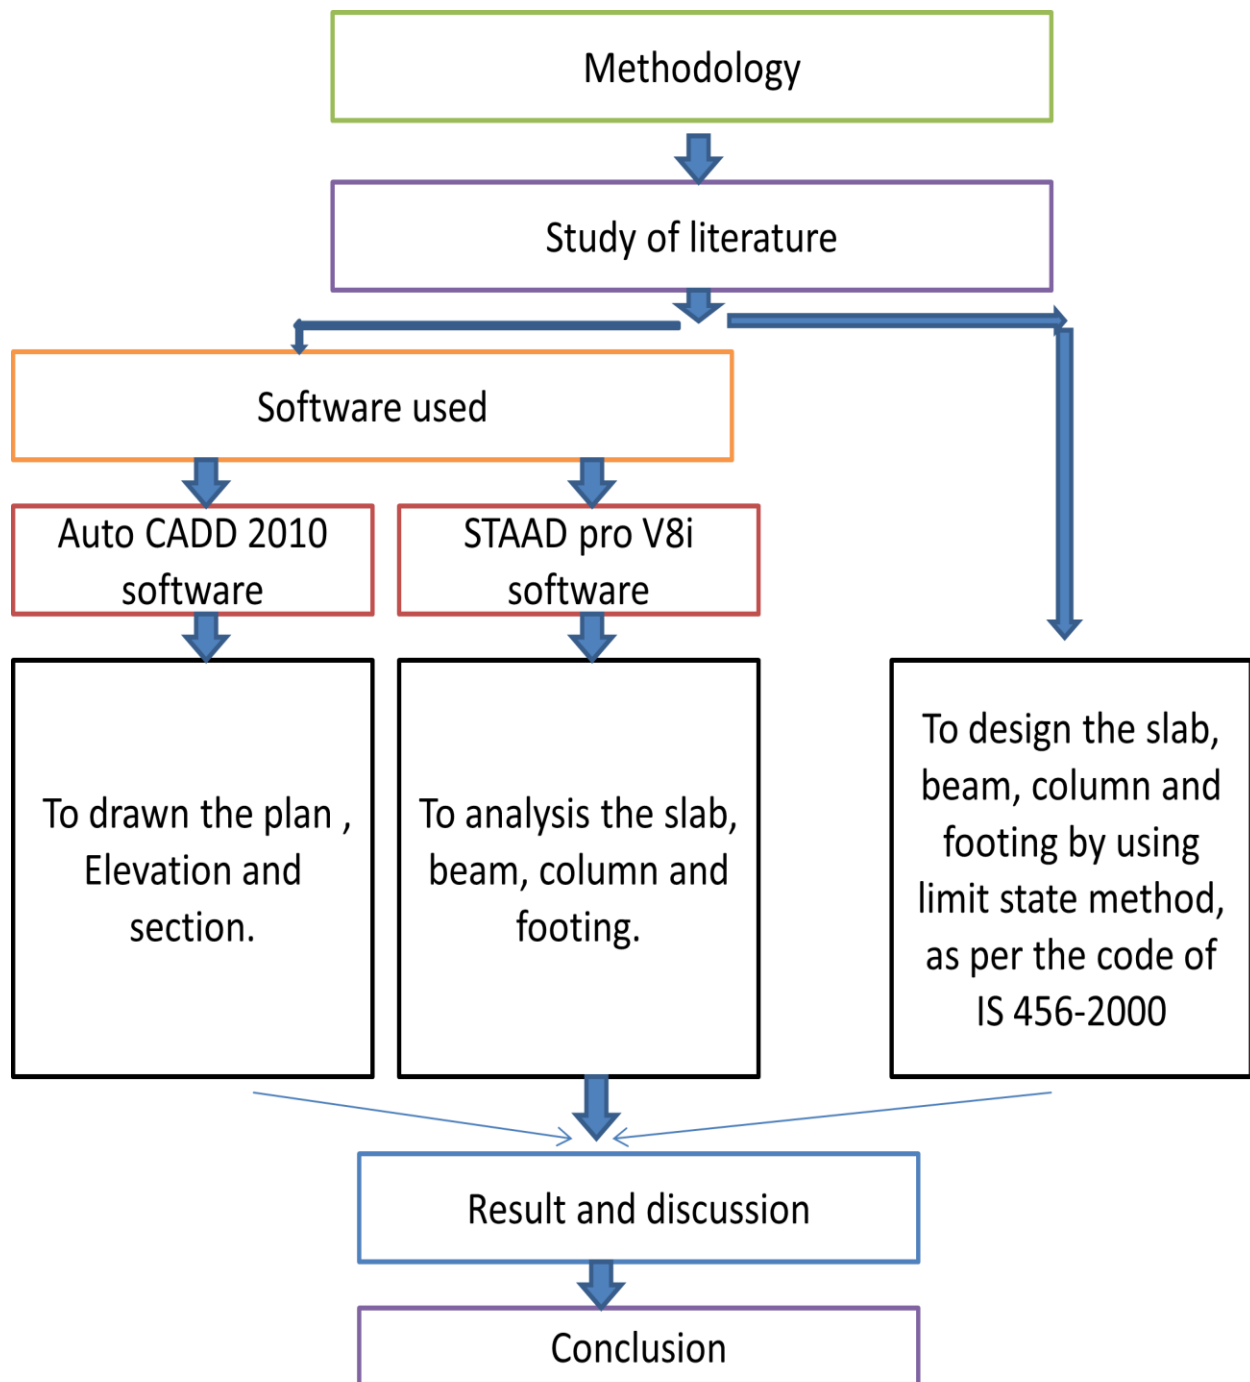 Methodology
Study of literature
Software used
Auto CADD 2010
software
STAAD pro V8i
software
To drawn the plan ,
Elevation and
section.
To analysis the slab,
beam, column and
footing.
To design the slab,
beam, column and
footing by using
limit state method,
as per the code of
IS 456-2000
Result and discussion
Conclusion